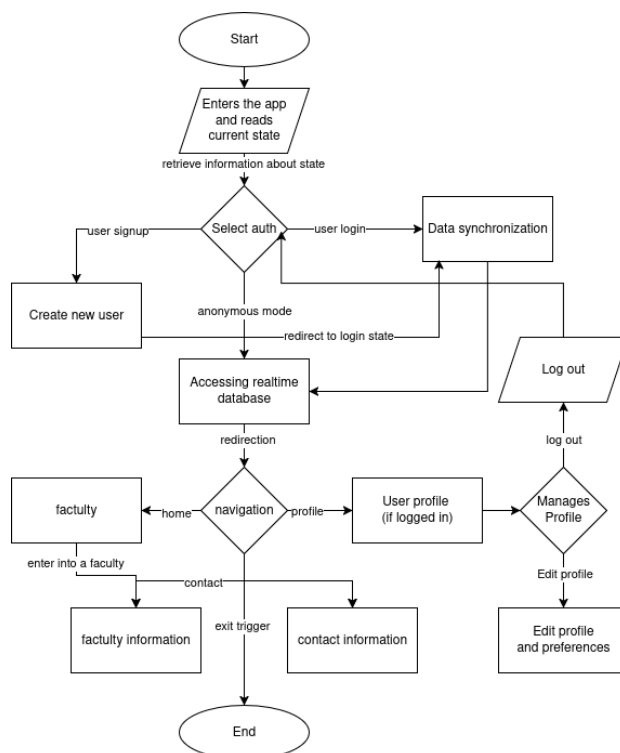 Start
Enters the app
and reads
current state
retrieve information about state
Select auth
user signup
user login
Data synchronization
Create new user
anonymous mode
redirect to login state
Accessing realtime
database
Log out
redirection
log out
factulty
home
navigation
profile
User profile
(if logged in)
Manages
Profile
enter into a faculty
contact
Edit profile
factulty information
exit trigger
contact information
Edit profile
and preferences
End